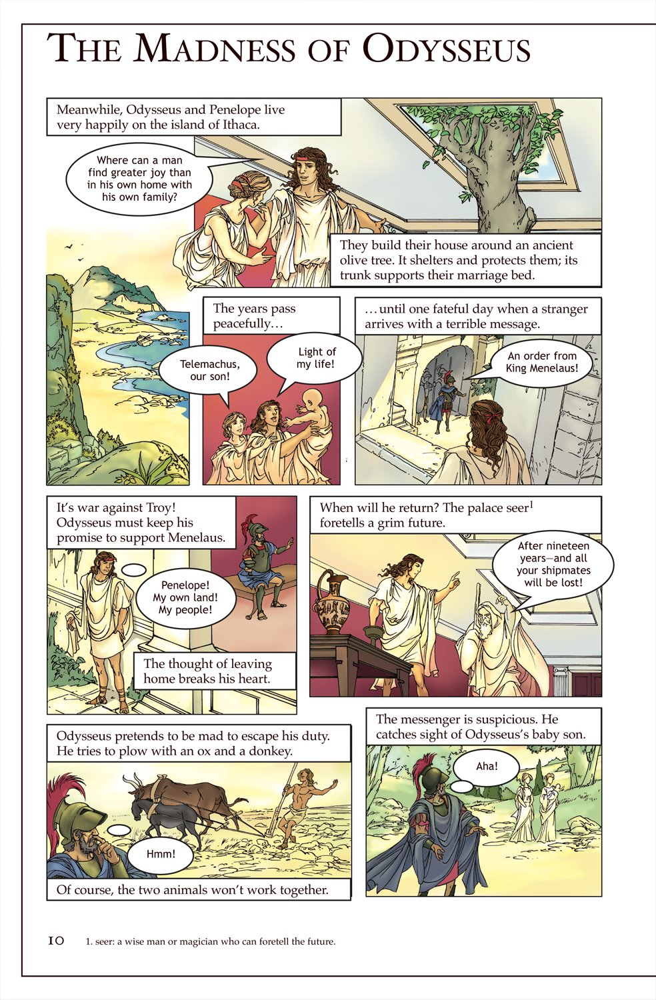 The Madness of Odysseus
Meanwhile, Odysseus and Penelope live
very happily on the island of Ithaca.
Where can a man
find greater joy than
in his own home with
his own family?
They build their house around an ancient
olive tree. It shelters and protects them; its
trunk supports their marriage bed.
The years pass
peacefully…
Telemachus,
our son!
Light of
my life!
…until one fateful day when a stranger
arrives with a terrible message.
An order from
King Menelaus!
It’s war against Troy!
Odysseus must keep his
promise to support Menelaus.
Penelope!
My own land!
My people!
The thought of leaving
home breaks his heart.
When will he return? The palace seer¹
foretells a grim future.
After nineteen
years—and all
your shipmates
will be lost!
Odysseus pretends to be mad to escape his duty.
He tries to plow with an ox and a donkey.
Hmm!
Of course, the two animals won’t work together.
The messenger is suspicious. He
catches sight of Odysseus’s baby son.
Aha!
10 1. seer: a wise man or magician who can foretell the future.